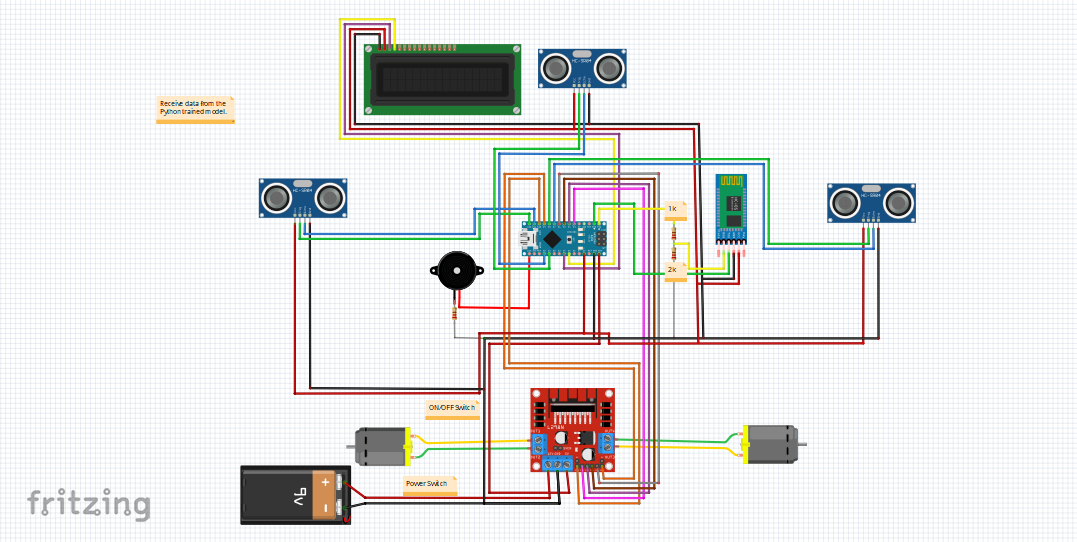 Receive data from the
Python trained model.
HC-SR04
HC-SR04
HC-SR04
1k
2k
ON/OFF Switch
L298N
Power Switch
+
9v
-
fritzing